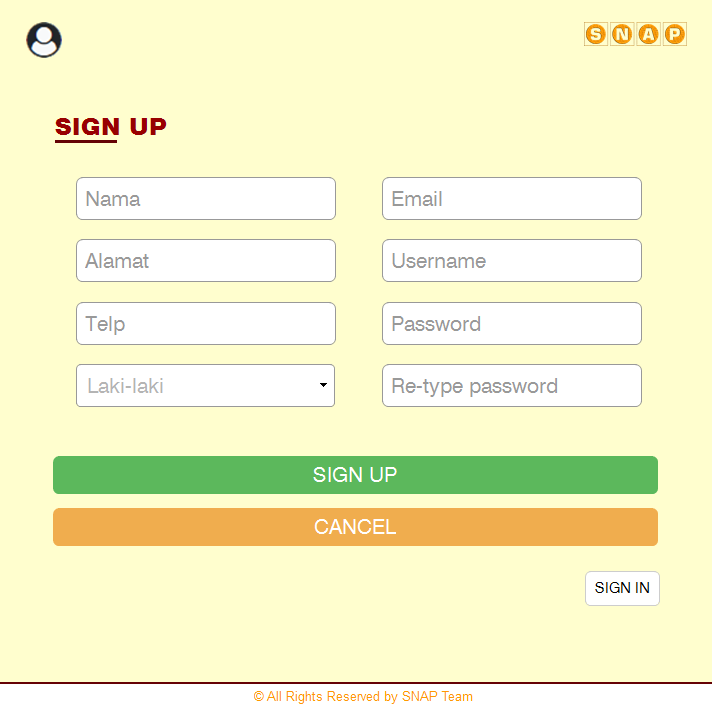 SNAP
SIGN UP
Nama
Email
Alamat
Username
Telp
Password
Laki-laki
Re-type password
SIGN UP
CANCEL
SIGN IN
© All Rights Reserved by SNAP Team